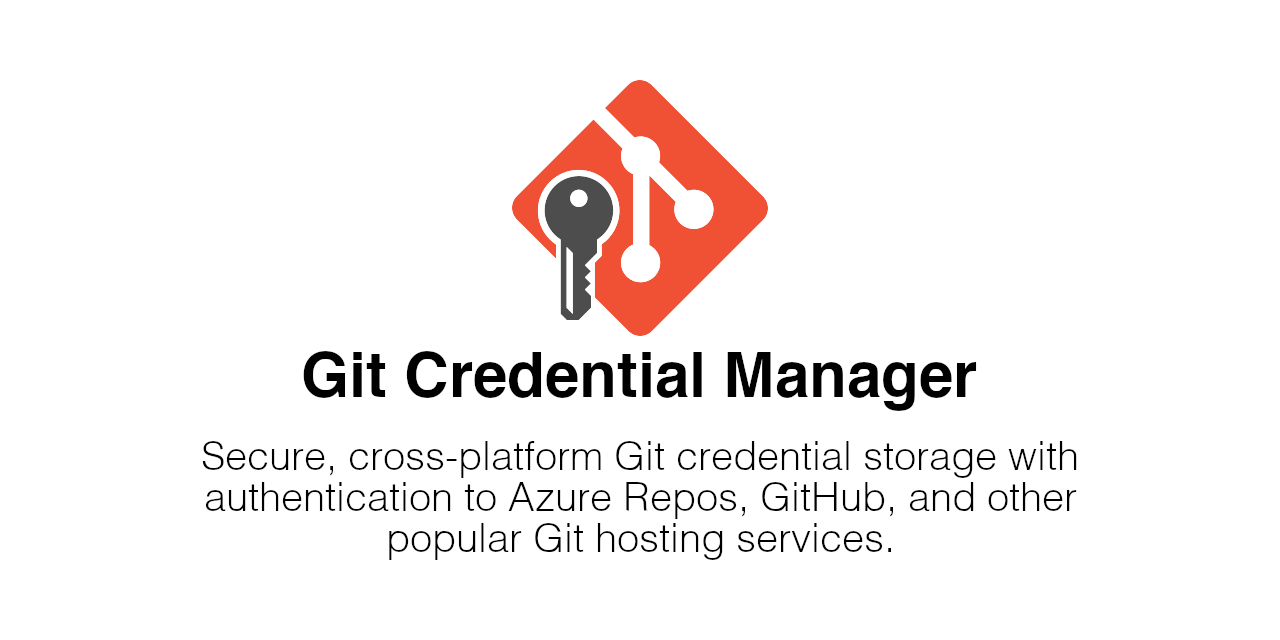 Git Credential Manager
Secure, cross-platform Git credential storage with
authentication to Azure Repos, GitHub, and other
popular Git hosting services.